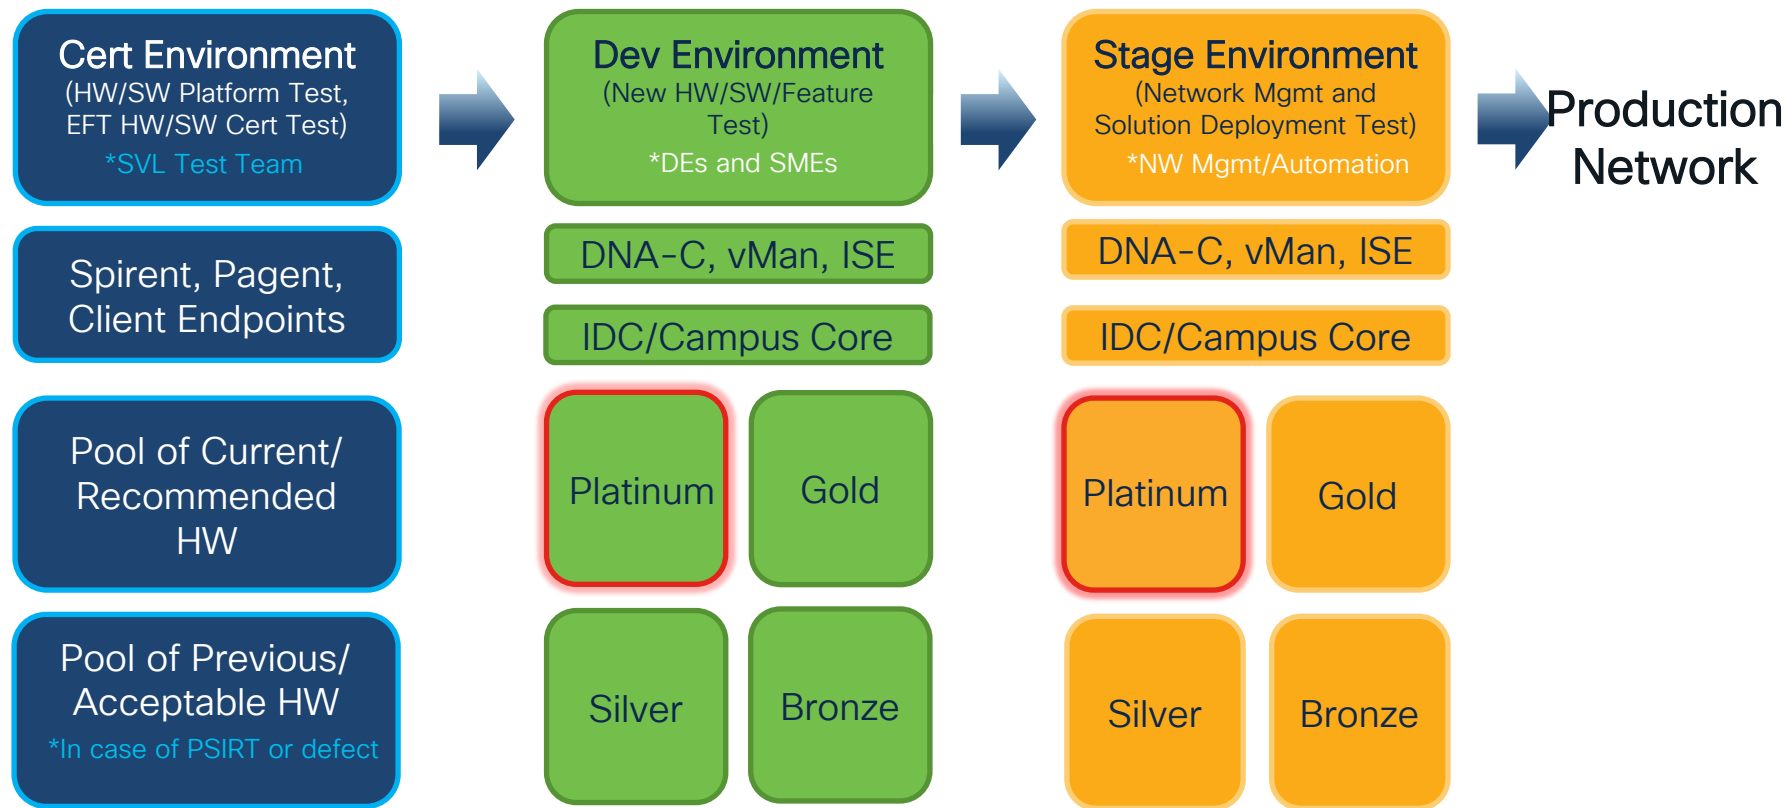 Cert Environment
(HW/SW Platform Test,
EFT HW/SW Cert Test)
*SVL Test Team
Dev Environment
(New HW/SW/Feature
Test)
*DEs and SMEs
Stage Environment
(Network Mgmt and
Solution Deployment Test)
*NW Mgmt/Automation
Production
Network
Spirent, Pagent,
Client Endpoints
DNA-C, vMan, ISE
IDC/Campus Core
DNA-C, vMan, ISE
IDC/Campus Core
Pool of Current/
Recommended
HW
Platinum
Gold
Platinum
Gold
Pool of Previous/
Acceptable HW
*In case of PSIRT or defect
Silver
Bronze
Silver
Bronze